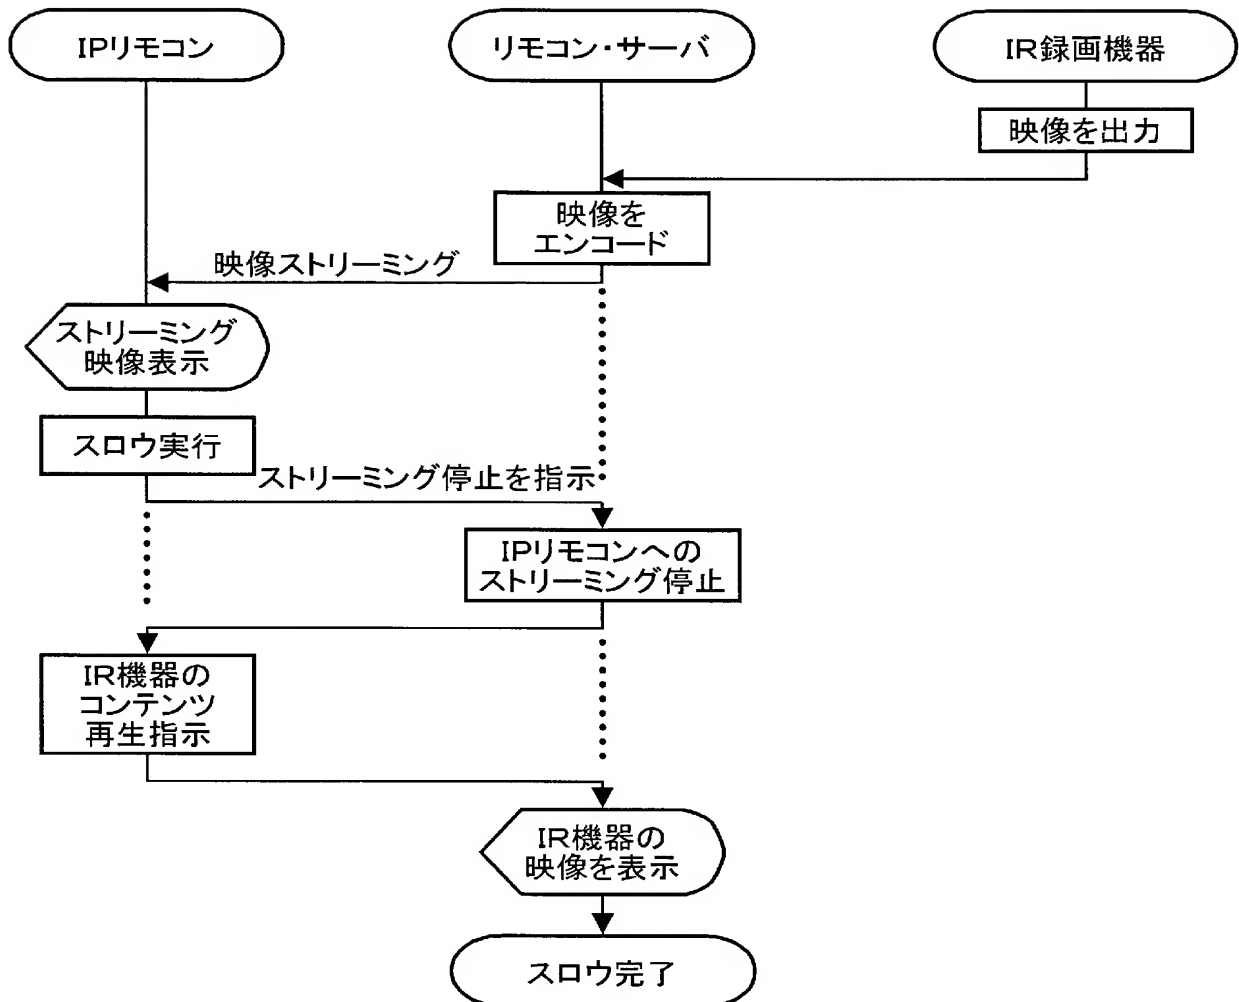 IPリモコン
リモコン・サーバ
IR録画機器
映像を出力
映像を
エンコード
映像ストリーミング
ストリーミング
映像表示
スロウ実行
ストリーミング停止を指示
IPリモコンへの
ストリーミング停止
IR機器の
コンテンツ
再生指示
IR機器の
映像を表示
スロウ完了